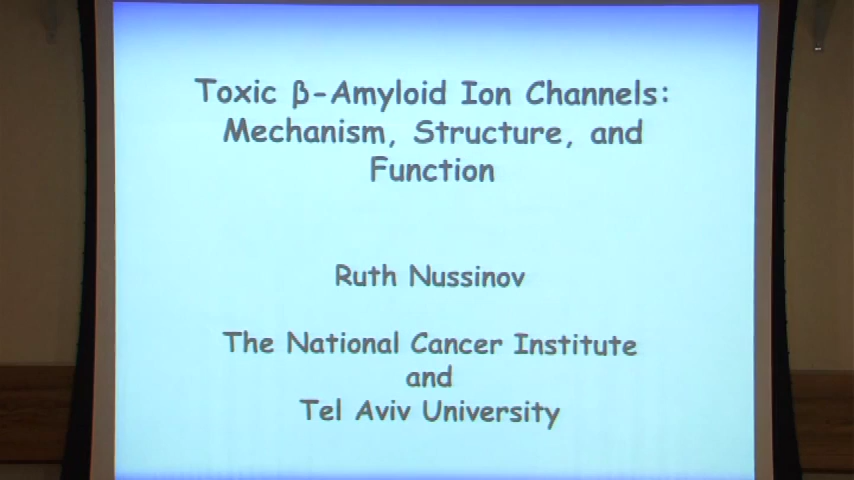 Toxic β-Amyloid Ion Channels:
Mechanism, Structure, and
Function
Ruth Nussinov
The National Cancer Institute
and
Tel Aviv University